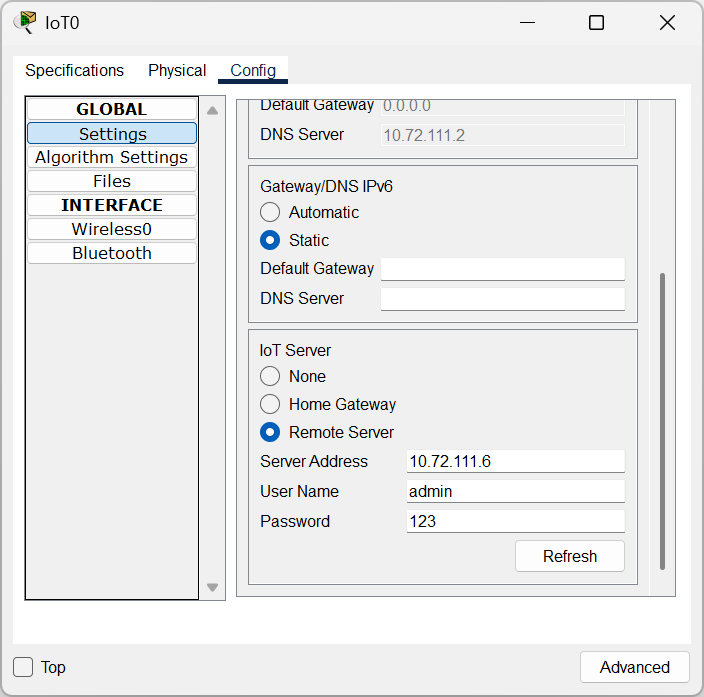 IoT0
Specifications Physical Config
GLOBAL
Settings
Algorithm Settings
Files
INTERFACE
Wireless0
Bluetooth
Default Gateway 0.0.0.0
DNS Server 10.72.111.2
Gateway/DNS IPv6
Automatic
Static
Default Gateway
DNS Server
IoT Server
None
Home Gateway
Remote Server
Server Address 10.72.111.6
User Name admin
Password 123
Refresh
Top Advanced